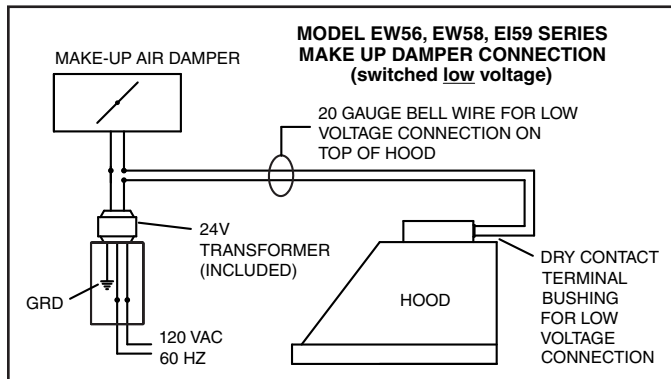 MODEL EW56, EW58, EI59 SERIES
MAKE UP DAMPER CONNECTION
(switched low voltage)
MAKE-UP AIR DAMPER
20 GAUGE BELL WIRE FOR LOW
VOLTAGE CONNECTION ON
TOP OF HOOD
24V
TRANSFORMER
(INCLUDED)
GRD
120 VAC
60 HZ
HOOD
DRY CONTACT
TERMINAL
BUSHING
FOR LOW
VOLTAGE
CONNECTION